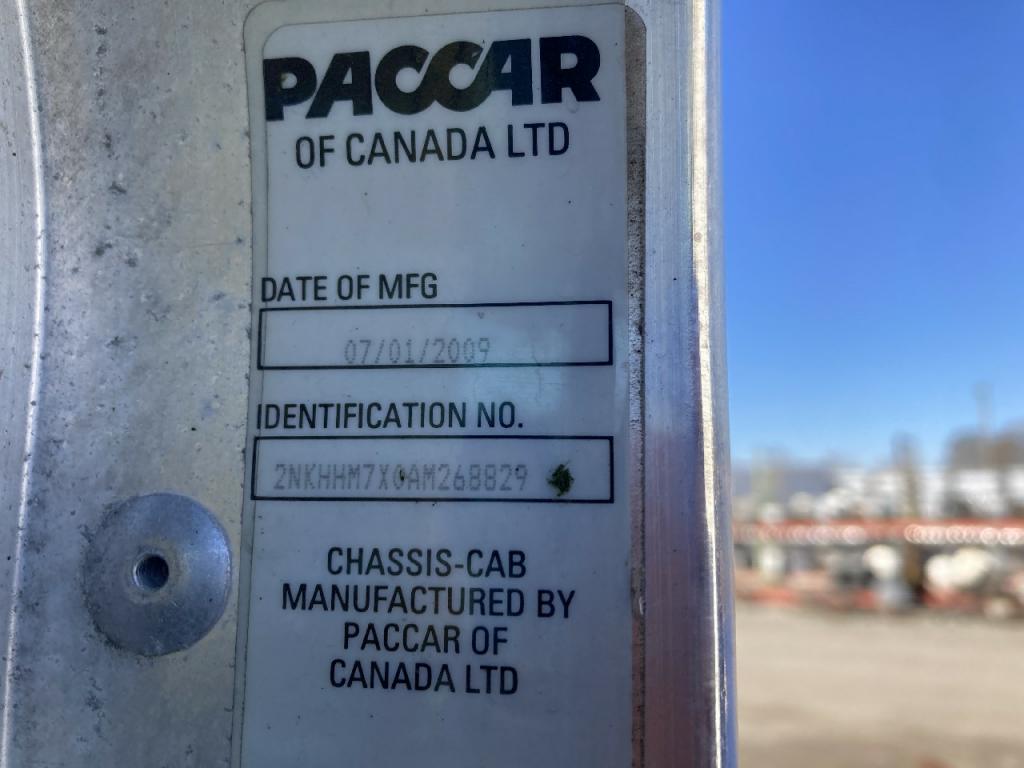 PACCAR
OF CANADA LTD
DATE OF MFG
07/01/2009
IDENTIFICATION NO.
2NKHHM7X0AM268829
CHASSIS-CAB
MANUFACTURED BY
PACCAR OF
CANADA LTD